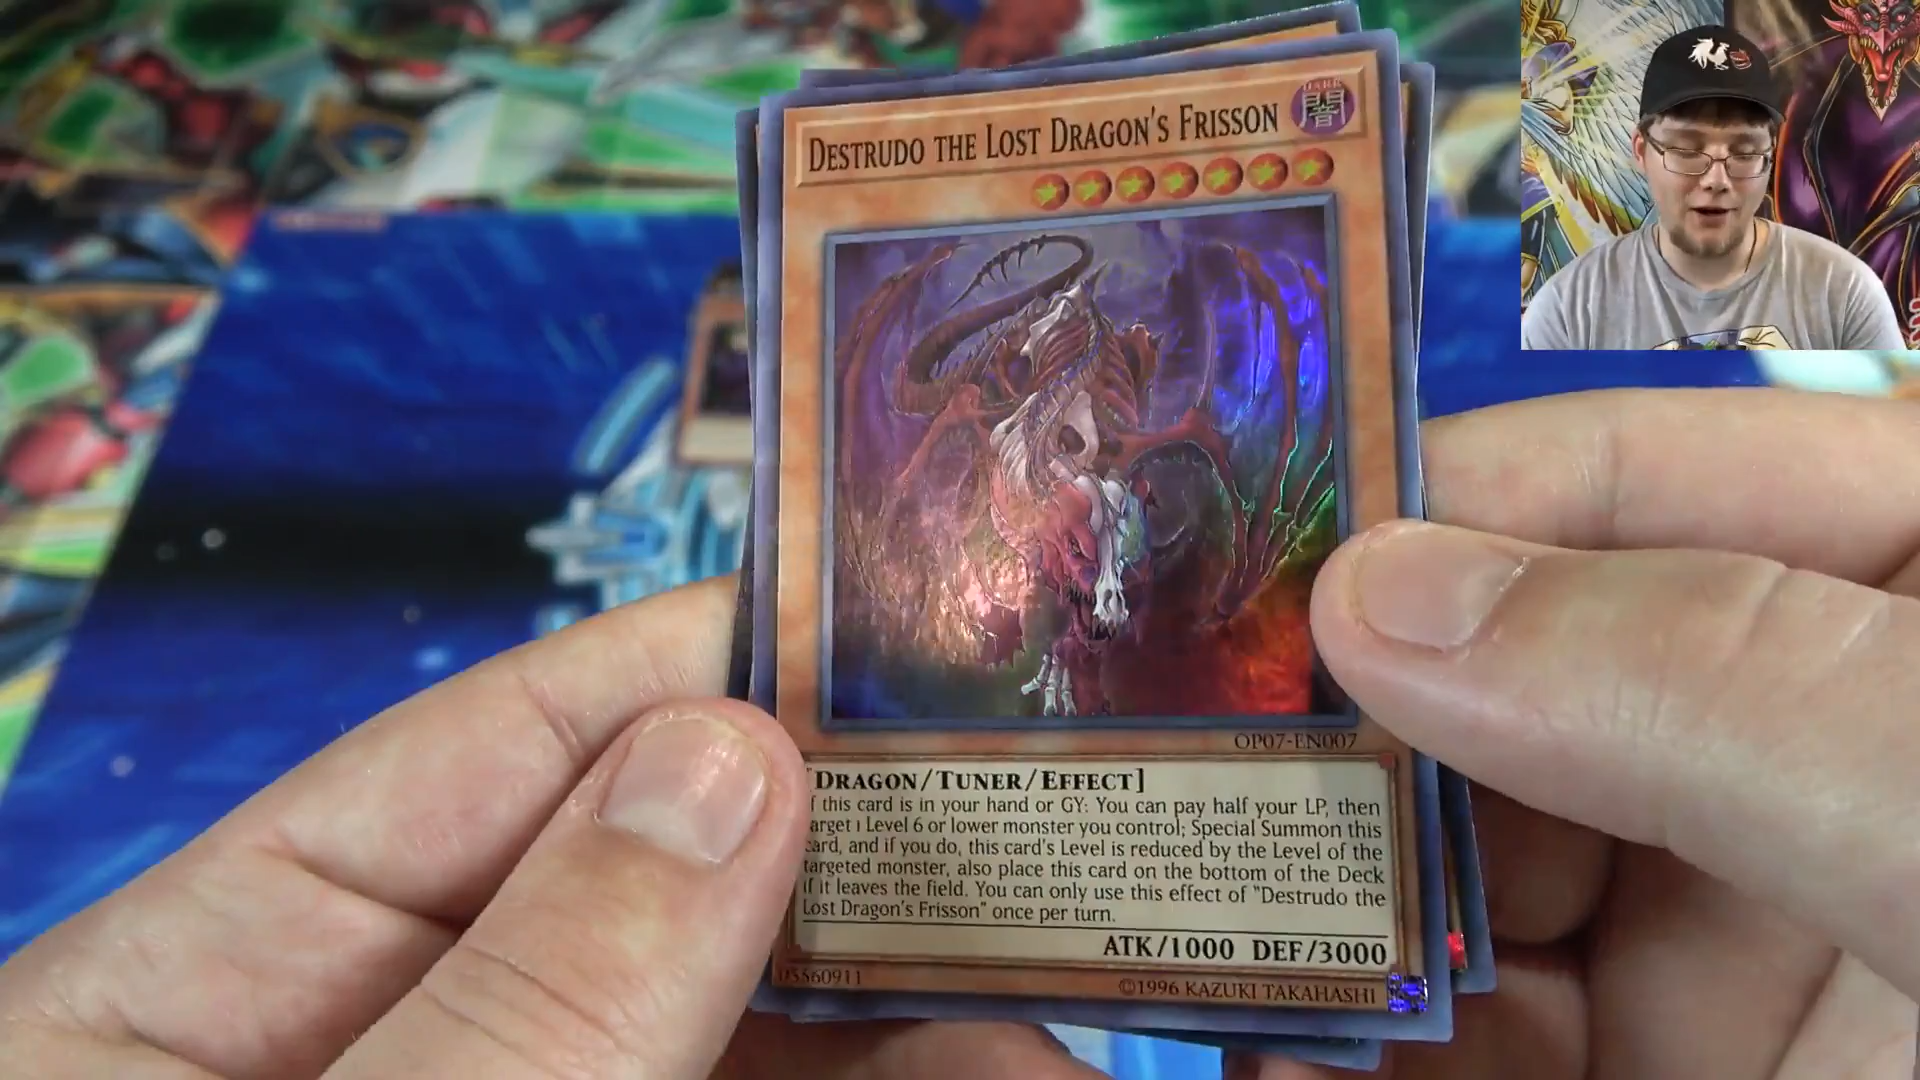 DESTRUDO THE LOST DRAGON'S FRISSON
DARK
闇
OP07-EN007
[DRAGON/TUNER/EFFECT]
f this card is in your hand or GY: You can pay half your LP, then
arget 1 Level 6 or lower monster you control; Special Summon this
card, and if you do, this card's Level is reduced by the Level of the
targeted monster, also place this card on the bottom of the Deck
if it leaves the field. You can only use this effect of "Destrudo the
Lost Dragon's Frisson" once per turn.
ATK/1000 DEF/3000
05560911
©1996 KAZUKI TAKAHASHI